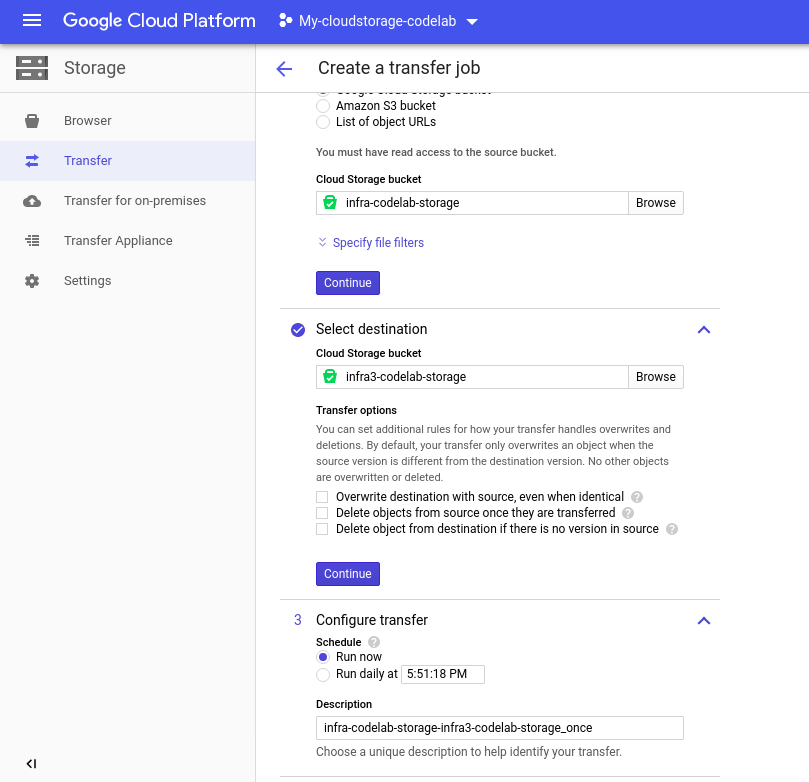 Google Cloud Platform
My-cloudstorage-codelab
Storage
Create a transfer job
Browser
Transfer
Transfer for on-premises
Transfer Appliance
Settings
Google Cloud Storage bucket
Amazon S3 bucket
List of object URLs
You must have read access to the source bucket.
Cloud Storage bucket
infra-codelab-storage
Browse
Specify file filters
Continue
Select destination
Cloud Storage bucket
infra3-codelab-storage
Browse
Transfer options
You can set additional rules for how your transfer handles overwrites and
deletions. By default, your transfer only overwrites an object when the
source version is different from the destination version. No other objects
are overwritten or deleted.
Overwrite destination with source, even when identical ?
Delete objects from source once they are transferred ?
Delete object from destination if there is no version in source ?
Continue
3 Configure transfer
Schedule ?
Run now
Run daily at 5:51:18 PM
Description
infra-codelab-storage-infra3-codelab-storage_once
Choose a unique description to help identify your transfer.